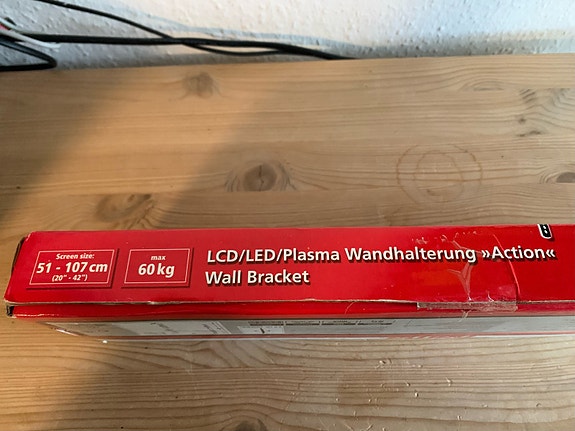 Screen size:
51 - 107 cm
(20" - 42")
max
60 kg
LCD/LED/Plasma Wandhalterung »Action«
Wall Bracket